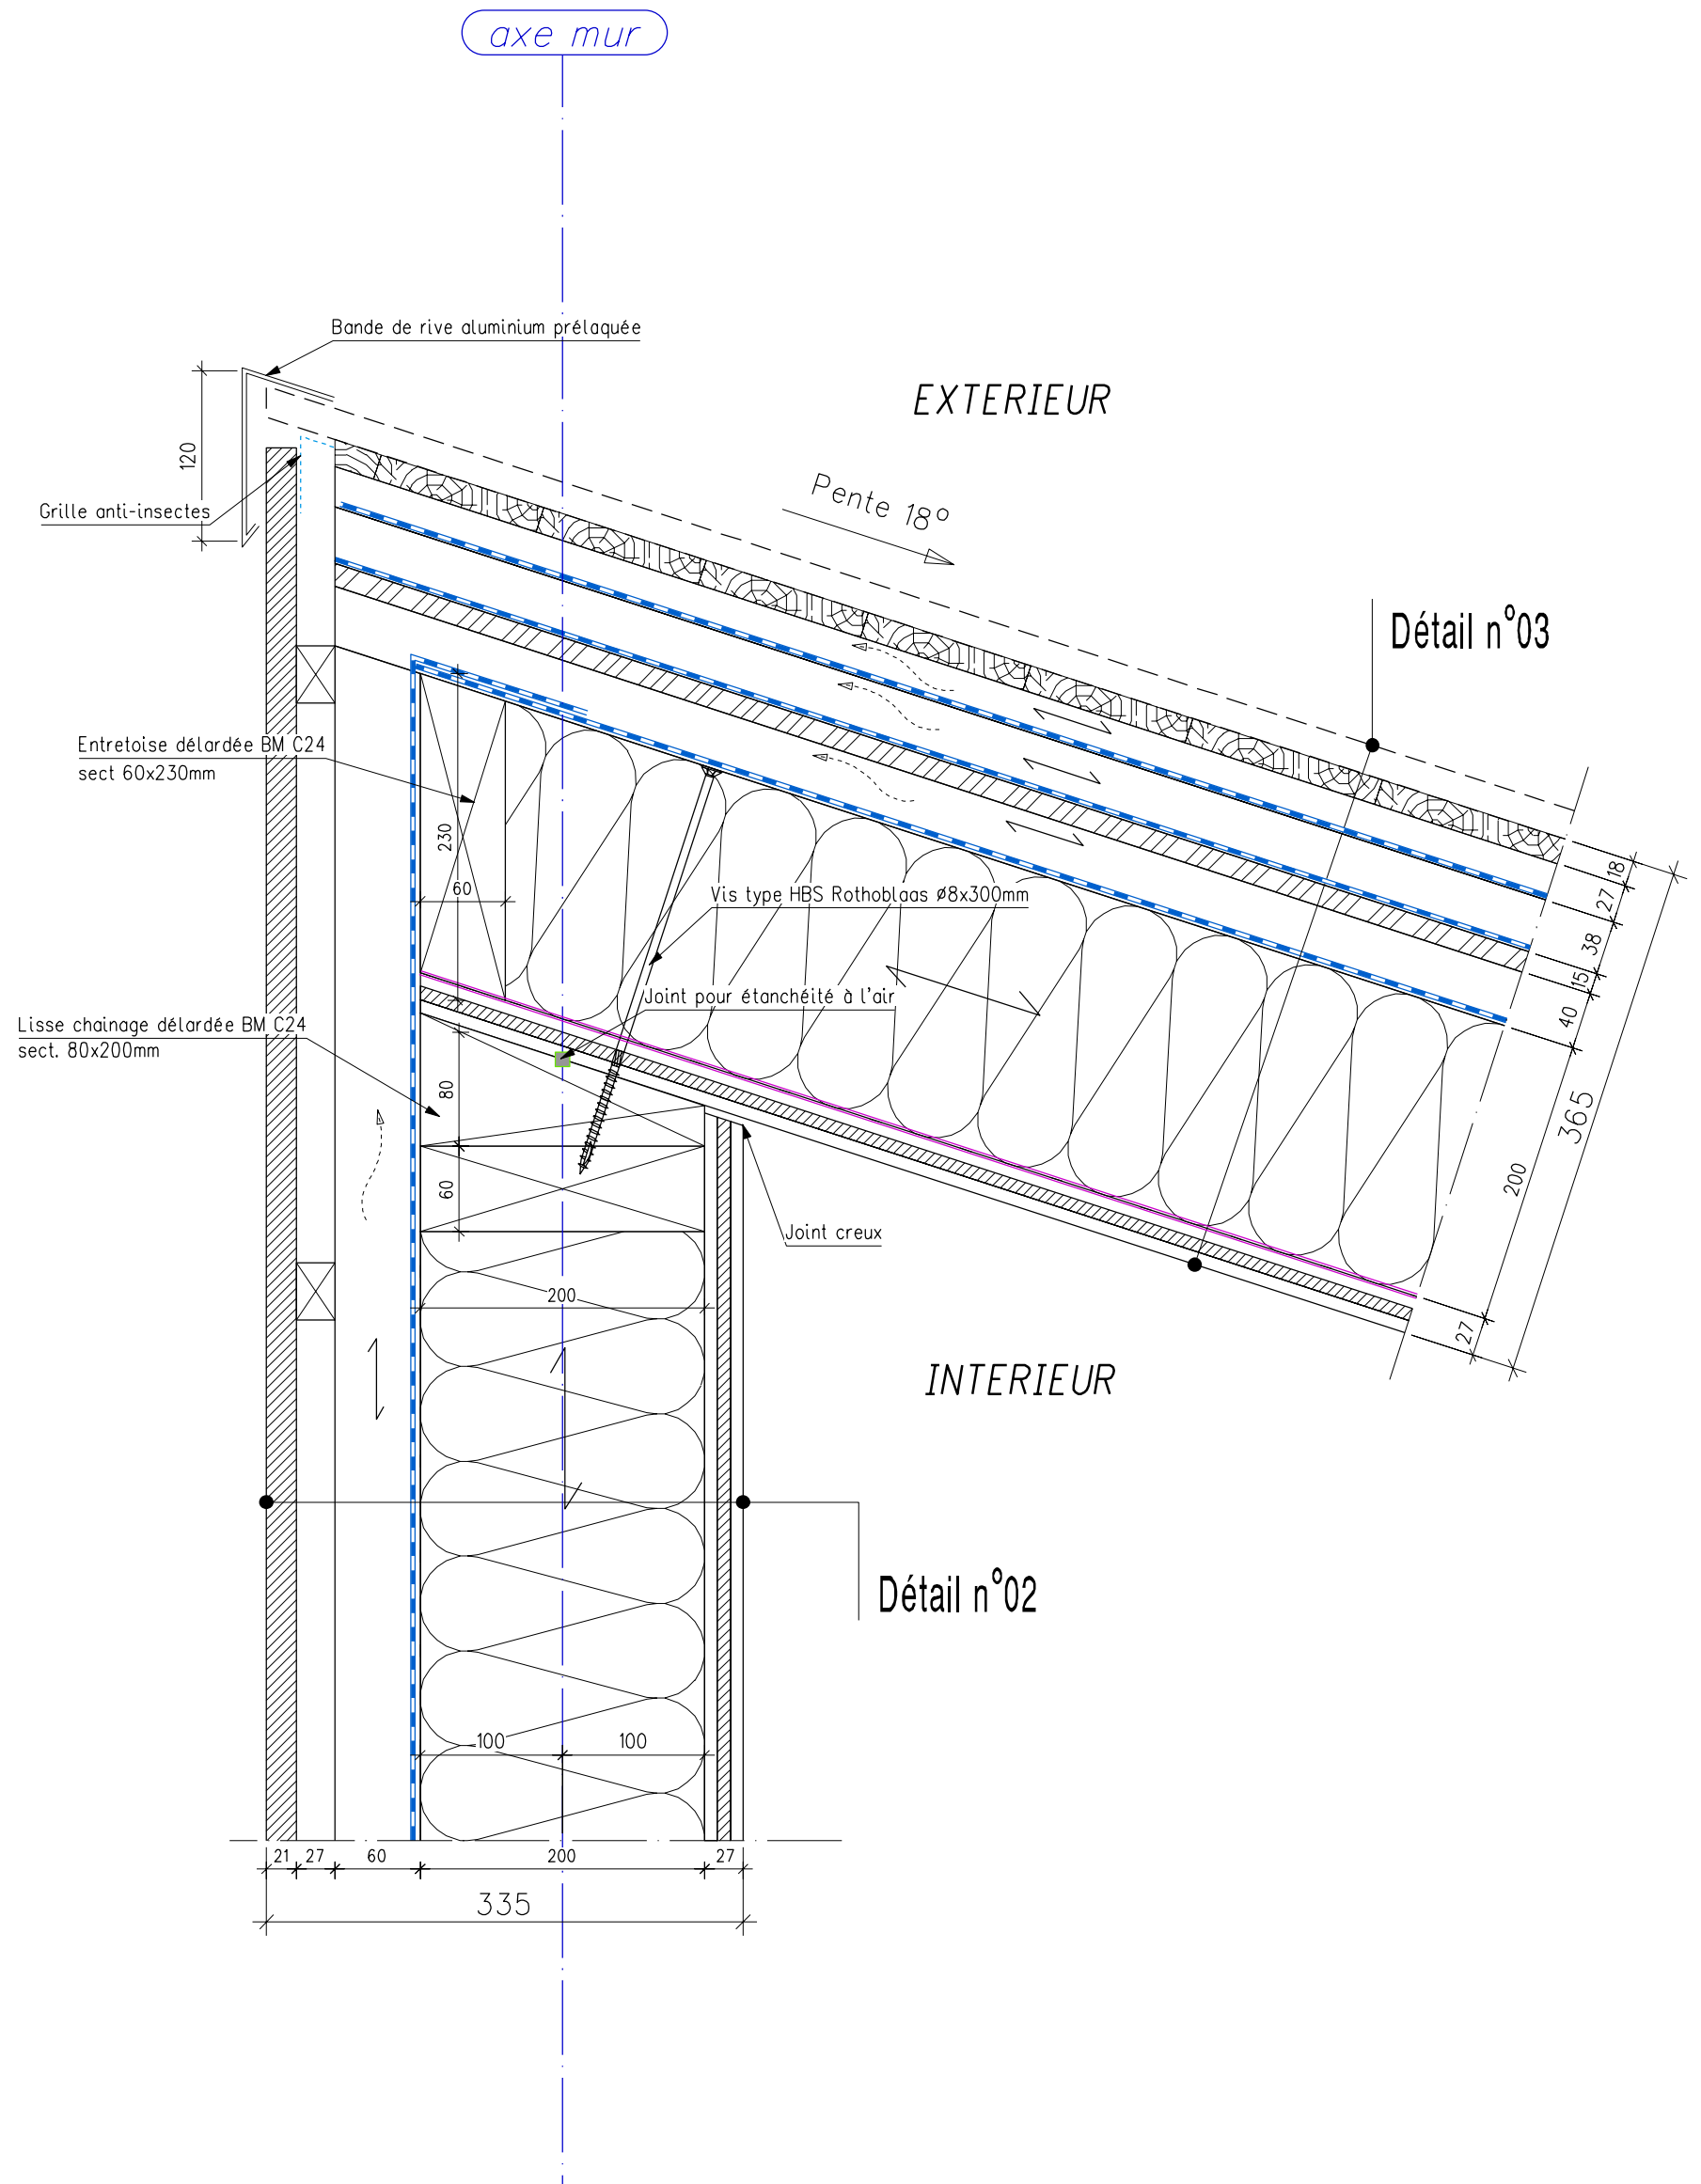 axe mur
Bande de rive aluminium prélaquée
EXTERIEUR
120
Pente 18°
Grille anti-insectes
Détail n°03
Entretoise délardée BM C24
sect 60x230mm
230
60
Vis type HBS Rothoblaas Ø8x300mm
18
27
38
15
40
365
200
27
Joint pour étanchéité à l'air
Lisse chainage délardée BM C24
sect. 80x200mm
80
60
Joint creux
200
INTERIEUR
Détail n°02
100
100
21
27
60
200
27
335